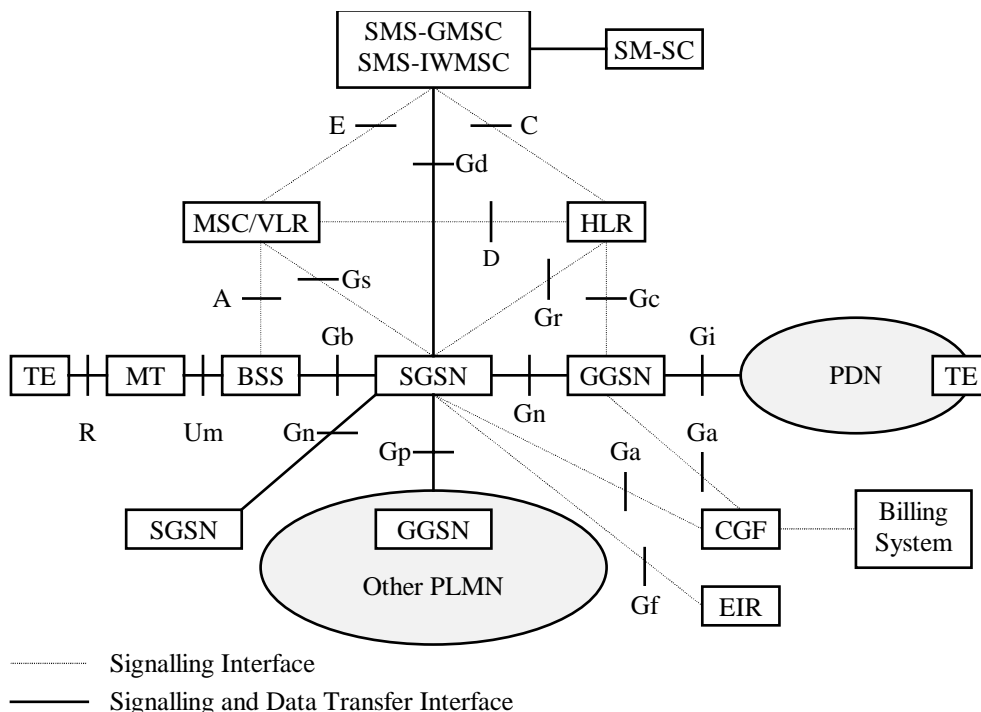 SMS-GMSC
SMS-IWMSC
SM-SC
E
C
Gd
MSC/VLR
HLR
D
Gs
A
Gr
Gc
Gb
Gi
TE
MT
BSS
SGSN
GGSN
PDN
TE
R
Um
Gn
Gn
Gp
Ga
Ga
SGSN
GGSN
CGF
Billing
System
Other PLMN
Gf
EIR
Signalling Interface
Signalling and Data Transfer Interface